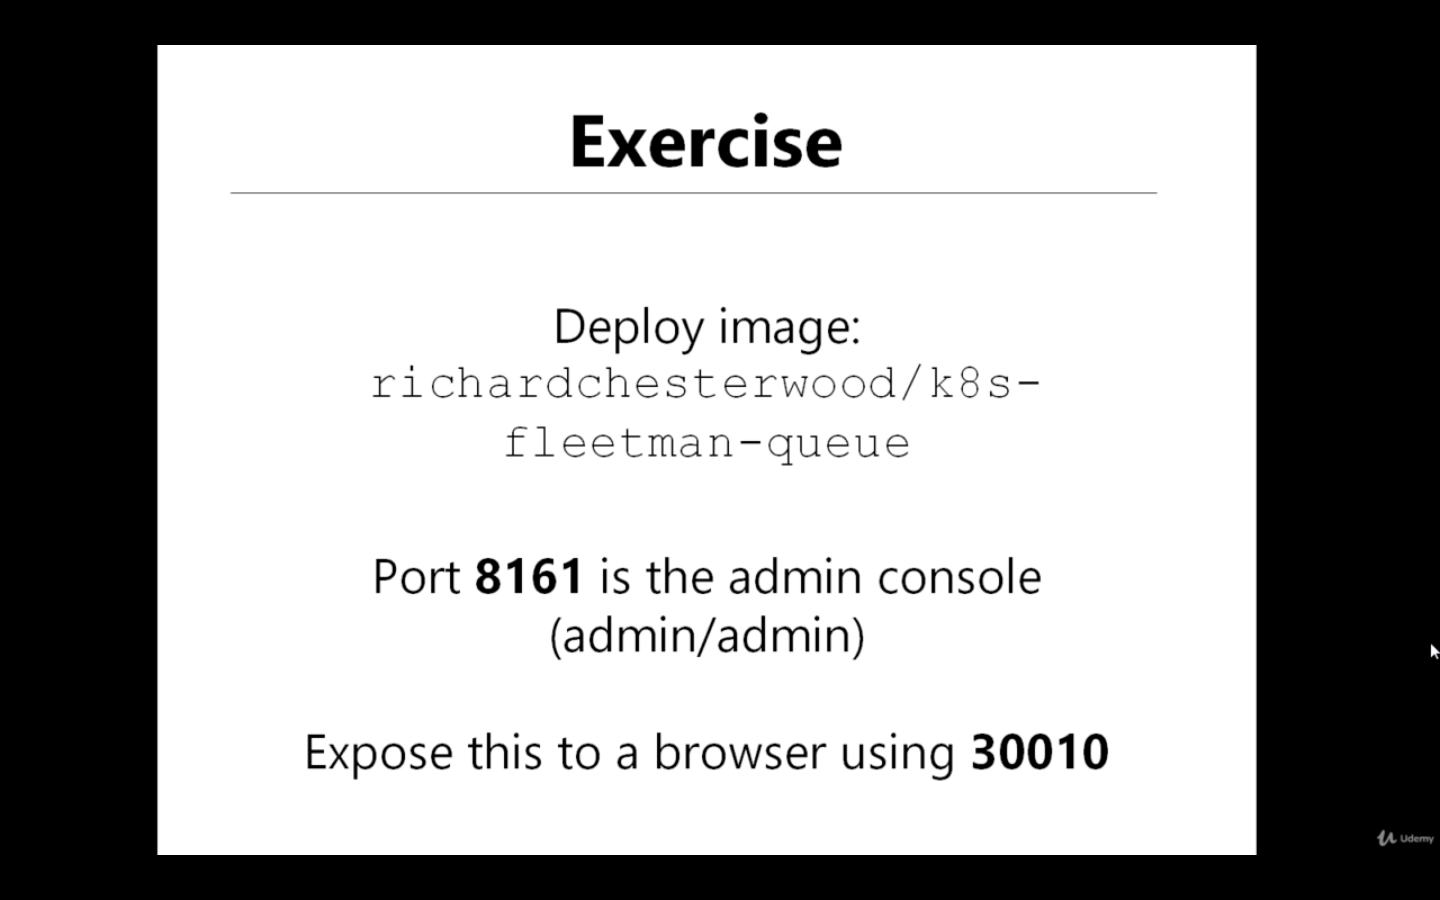 Exercise
Deploy image:
richardchesterwood/k8s-
fleetman-queue
Port 8161 is the admin console
(admin/admin)
Expose this to a browser using 30010
Udemy